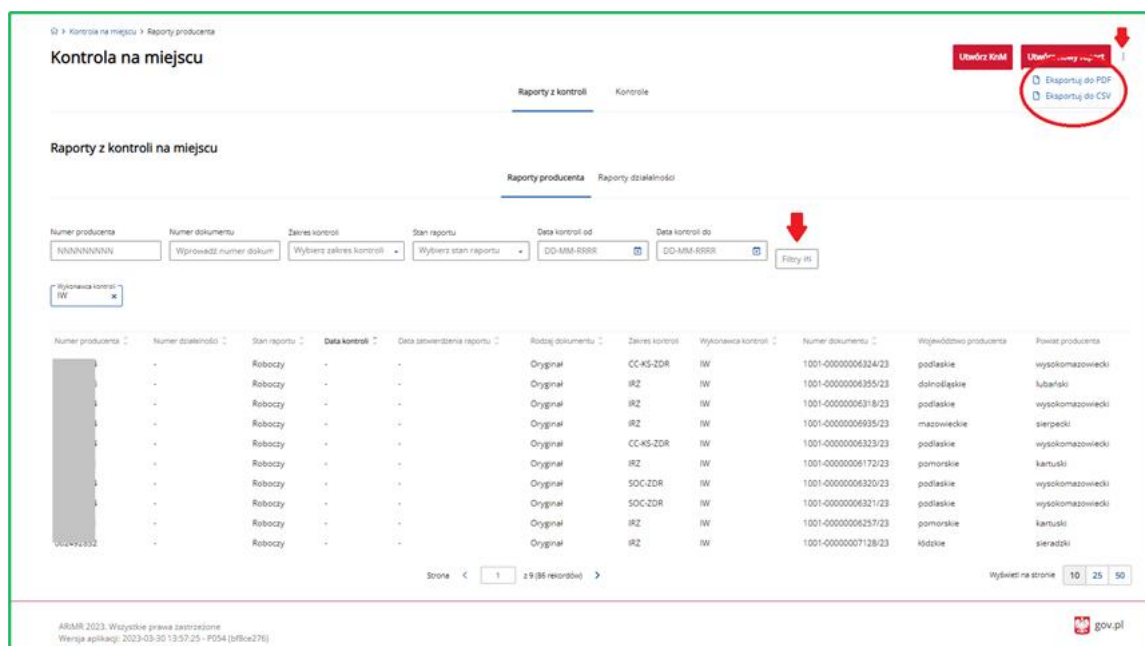 Kontrola na miejscu > Raporty producenta
Kontrola na miejscu
Utwórz KnM
Utwórz nowy raport
Eksportuj do PDF
Eksportuj do CSV
Raporty z kontroli Kontrole
Raporty z kontroli na miejscu
Raporty producenta Raporty działalności
Numer producenta Numer dokumentu Zakres kontroli Stan raportu Data kontroli od Data kontroli do
NNNNNNNNN Wprowadź numer dokum Wybierz zakres kontroli Wybierz stan raportu DD-MM-RRRR DD-MM-RRRR Filtry
Wykonawca kontroli
IW ×
Numer producenta Numer działalności Stan raportu Data kontroli Data zatwierdzenia raportu Rodzaj dokumentu Zakres kontroli Wykonawca kontroli Numer dokumentu Województwo producenta Powiat producenta
- Roboczy - - Oryginał CC-KS-ZDR IW 1001-00000006324/23 podlaskie wysokomazowiecki
- Roboczy - - Oryginał IRZ IW 1001-00000006355/23 dolnośląskie lubański
- Roboczy - - Oryginał IRZ IW 1001-00000006318/23 podlaskie wysokomazowiecki
- Roboczy - - Oryginał IRZ IW 1001-00000006935/23 mazowieckie sierpecki
- Roboczy - - Oryginał CC-KS-ZDR IW 1001-00000006323/23 podlaskie wysokomazowiecki
- Roboczy - - Oryginał IRZ IW 1001-00000006172/23 pomorskie kartuski
- Roboczy - - Oryginał SOC-ZDR IW 1001-00000006320/23 podlaskie wysokomazowiecki
- Roboczy - - Oryginał SOC-ZDR IW 1001-00000006321/23 podlaskie wysokomazowiecki
- Roboczy - - Oryginał IRZ IW 1001-00000006257/23 pomorskie kartuski
- Roboczy - - Oryginał IRZ IW 1001-00000007128/23 łódzkie sieradzki
Strona < 1 z 9 (86 rekordów) >
Wyświetl na stronie 10 25 50
ARiMR 2023. Wszystkie prawa zastrzeżone
Wersja aplikacji: 2023-03-30 13:57:25 - P054 (bf8ce276)
gov.pl